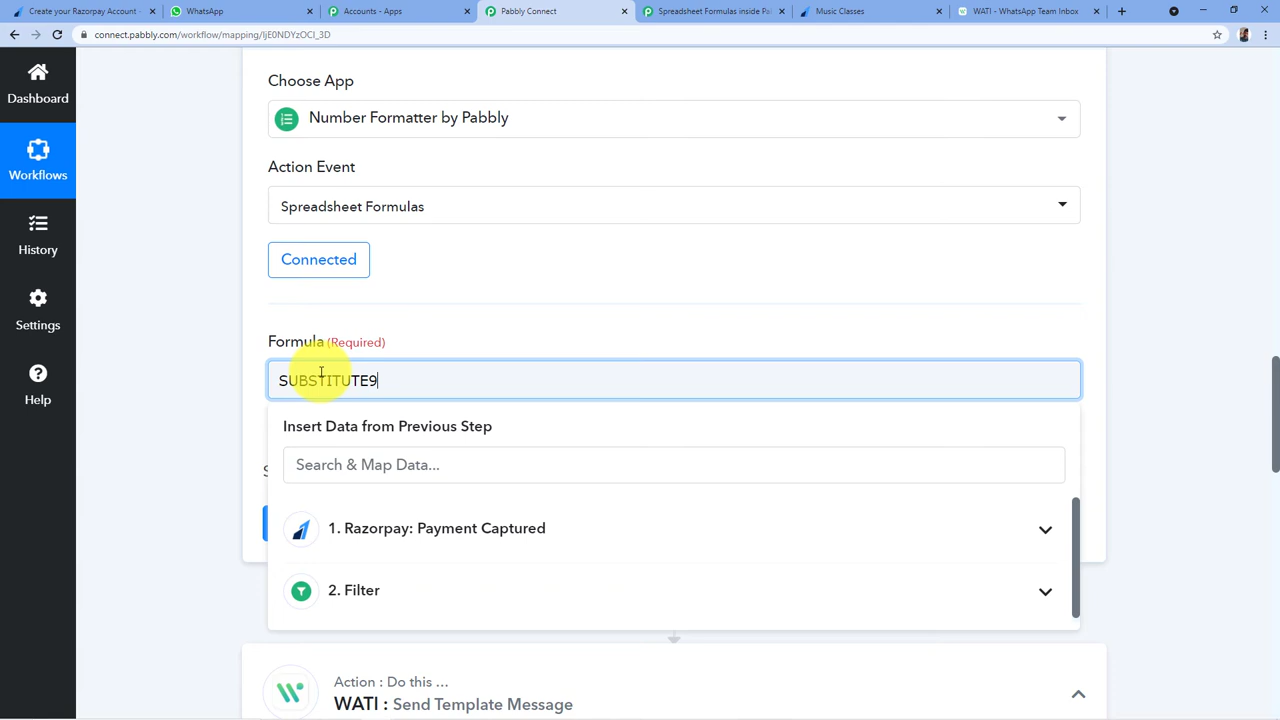 Create your Razorpay Account
WhatsApp
Accounts - Apps
Pabbly Connect
Spreadsheet Formulas inside Pa
Music Classes
WATI - WhatsApp Team Inbox
connect.pabbly.com/workflow/mapping/IjE0NDYzOCI_3D
Dashboard
Workflows
History
Settings
Help
Choose App
Number Formatter by Pabbly
Action Event
Spreadsheet Formulas
Connected
Formula (Required)
SUBSTITUTE9
Insert Data from Previous Step
Search & Map Data...
1. Razorpay: Payment Captured
2. Filter
Action : Do this ...
WATI : Send Template Message